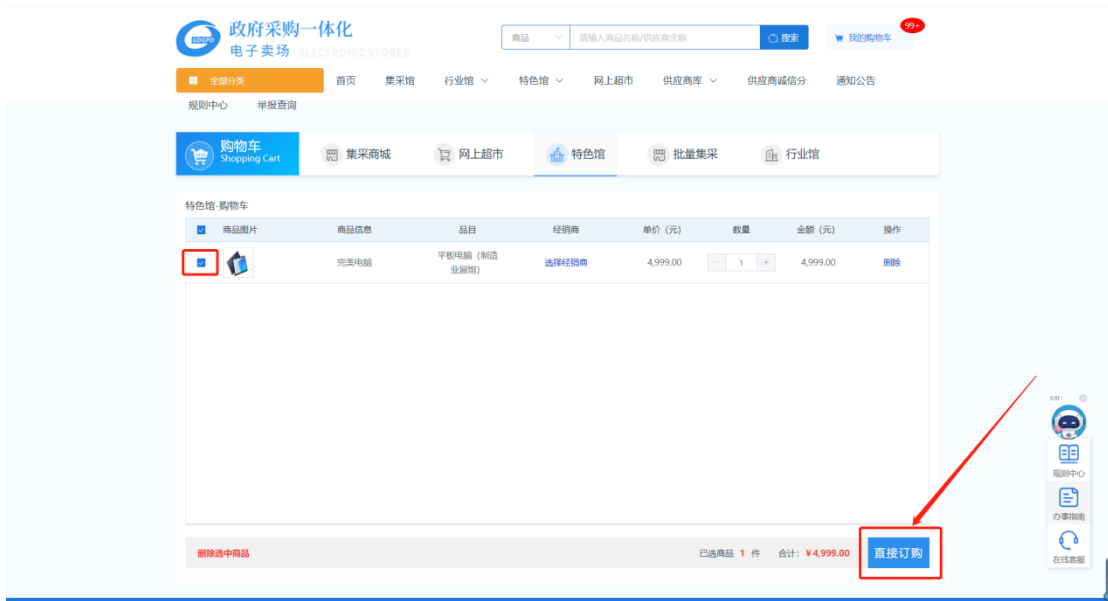 GDGPO
政府采购一体化
电子卖场 ELECTRONIC STORES
商品
请输入商品名称/供应商全称
搜索
我的购物车
99+
全部分类
首页 集采馆 行业馆 特色馆 网上超市 供应商库 供应商诚信分 通知公告
规则中心 举报查询
购物车
Shopping Cart
集采商城 网上超市 特色馆 批量集采 行业馆
特色馆-购物车
商品图片 商品信息 品目 经销商 单价（元） 数量 金额（元） 操作
完美电脑 平板电脑（制造
业展馆） 选择经销商 4,999.00 - 1 + 4,999.00 删除
规则中心
办事指南
在线客服
删除选中商品 已选商品 1 件 合计: ¥4,999.00 直接订购